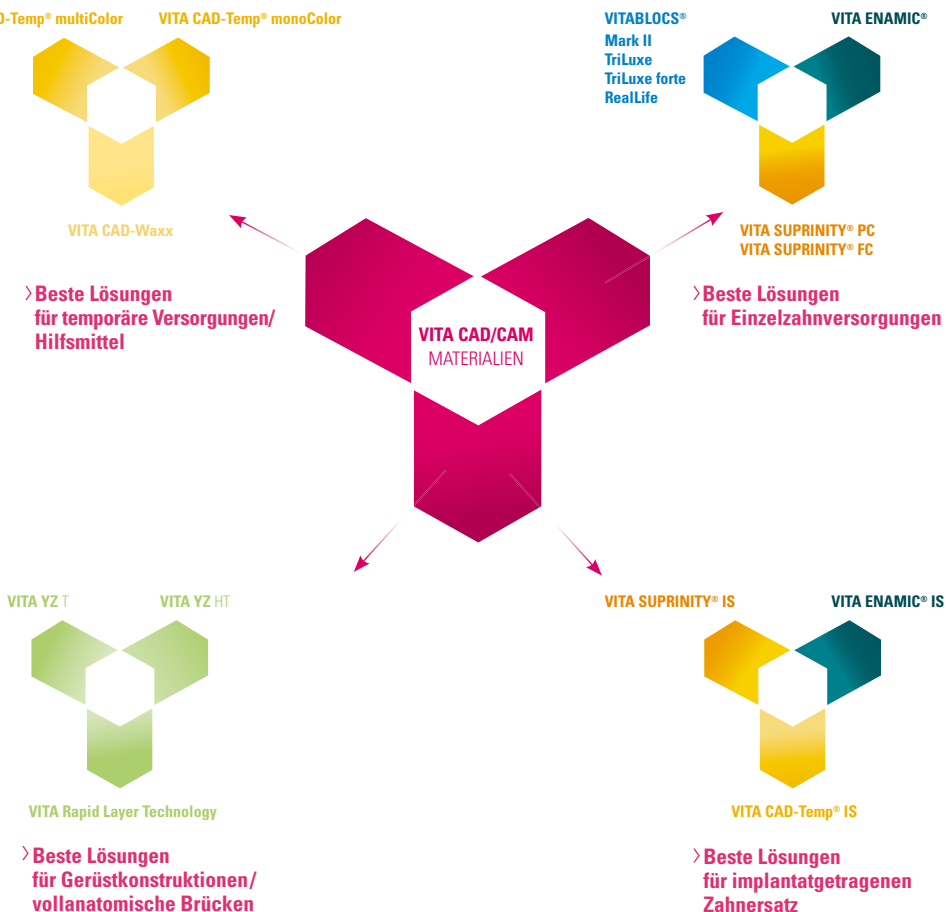 D-Temp® multiColor
VITA CAD-Temp® monoColor
VITA CAD-Waxx
〉Beste Lösungen
für temporäre Versorgungen/
Hilfsmittel
VITABLOCS®
Mark II
TriLuxe
TriLuxe forte
RealLife
VITA ENAMIC®
VITA SUPRINITY® PC
VITA SUPRINITY® FC
〉Beste Lösungen
für Einzelzahnversorgungen
VITA CAD/CAM
MATERIALIEN
VITA YZ T
VITA YZ HT
VITA Rapid Layer Technology
〉Beste Lösungen
für Gerüstkonstruktionen/
vollanatomische Brücken
VITA SUPRINITY® IS
VITA ENAMIC® IS
VITA CAD-Temp® IS
〉Beste Lösungen
für implantatgetragenen
Zahnersatz